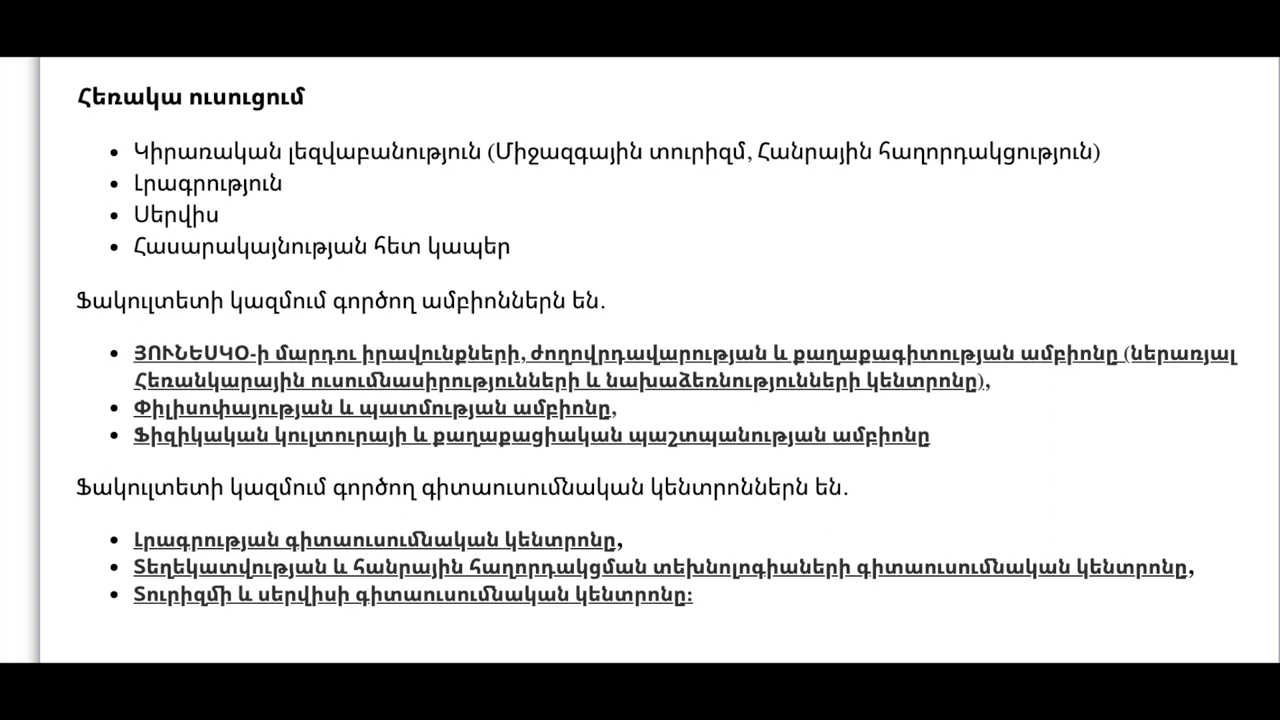 Հեռակա ուսուցում
Կիրառական լեզվաբանություն (Միջազգային տուրիզմ, Հանրային հաղորդակցություն)
Լրագրություն
Սերվիս
Հասարակայնության հետ կապեր
Ֆակուլտետի կազմում գործող ամբիոններն են.
ՅՈՒՆԵՍԿՕ-ի մարդու իրավունքների, ժողովրդավարության և քաղաքագիտության ամբիոնը (ներառյալ
Հեռանկարային ուսումնասիրությունների և նախաձեռնությունների կենտրոնը),
Փիլիսոփայության և պատմության ամբիոնը,
Ֆիզիկական կուլտուրայի և քաղաքացիական պաշտպանության ամբիոնը
Ֆակուլտետի կազմում գործող գիտաուսումնական կենտրոններն են.
Լրագրության գիտաուսումնական կենտրոնը,
Տեղեկատվության և հանրային հաղորդակցման տեխնոլոգիաների գիտաուսումնական կենտրոնը,
Տուրիզմի և սերվիսի գիտաուսումնական կենտրոնը: